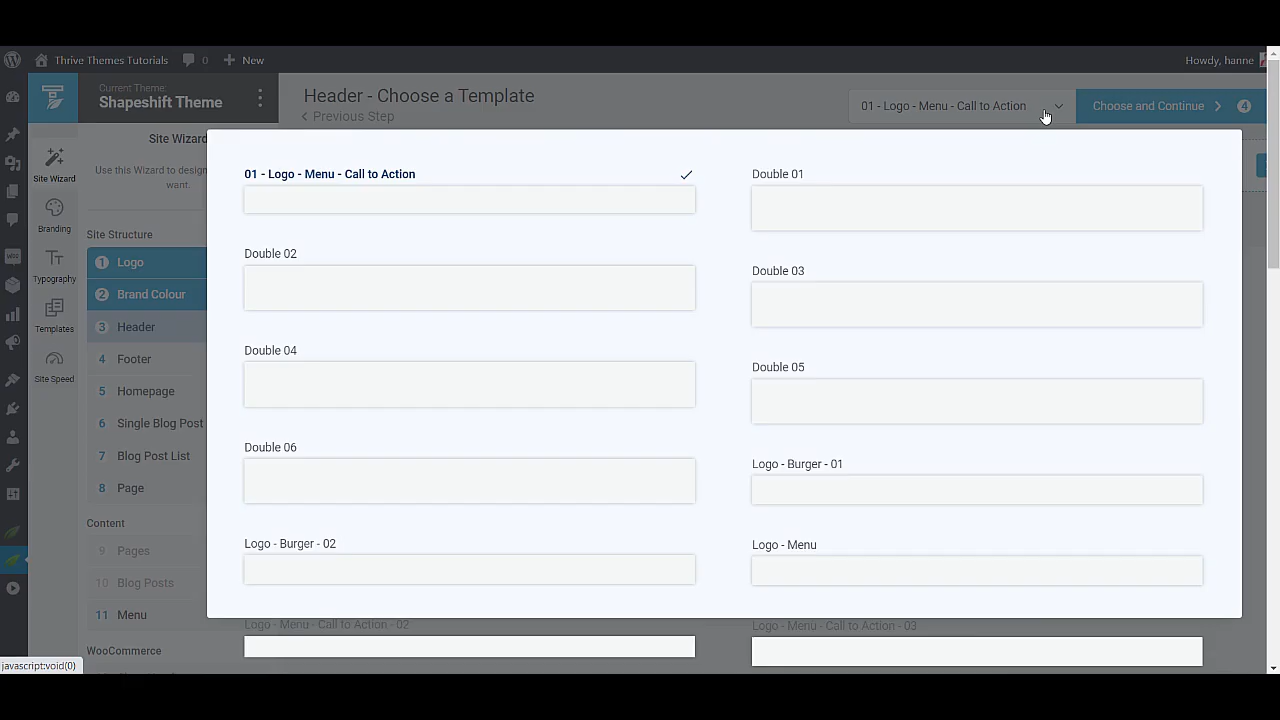 Thrive Themes Tutorials
0
New
Howdy, hanne
Current Theme:
Shapeshift Theme
Header - Choose a Template
Previous Step
01 - Logo - Menu - Call to Action
Choose and Continue
4
Site Wizard
Use this Wizard to design
want.
Site Wizard
Branding
Typography
Templates
Site Speed
Site Structure
1 Logo
2 Brand Colour
3 Header
4 Footer
5 Homepage
6 Single Blog Post
7 Blog Post List
8 Page
Content
9 Pages
10 Blog Posts
11 Menu
WooCommerce
01 - Logo - Menu - Call to Action
Double 01
Double 02
Double 03
Double 04
Double 05
Double 06
Logo - Burger - 01
Logo - Burger - 02
Logo - Menu
Logo - Menu - Call to Action - 02
Logo - Menu - Call to Action - 03
javascript:void(0)